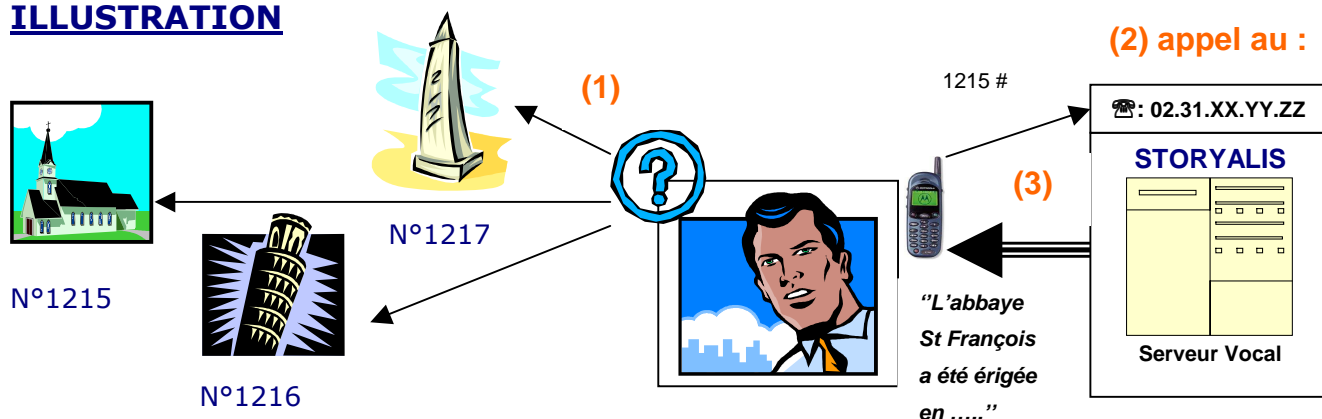 ILLUSTRATION
(1)
(2) appel au :
1215 #
☎: 02.31.XX.YY.ZZ
STORYALIS
(3)
N°1217
N°1215
N°1216
‘’L'abbaye
St François
a été érigée
en …..’’
Serveur Vocal